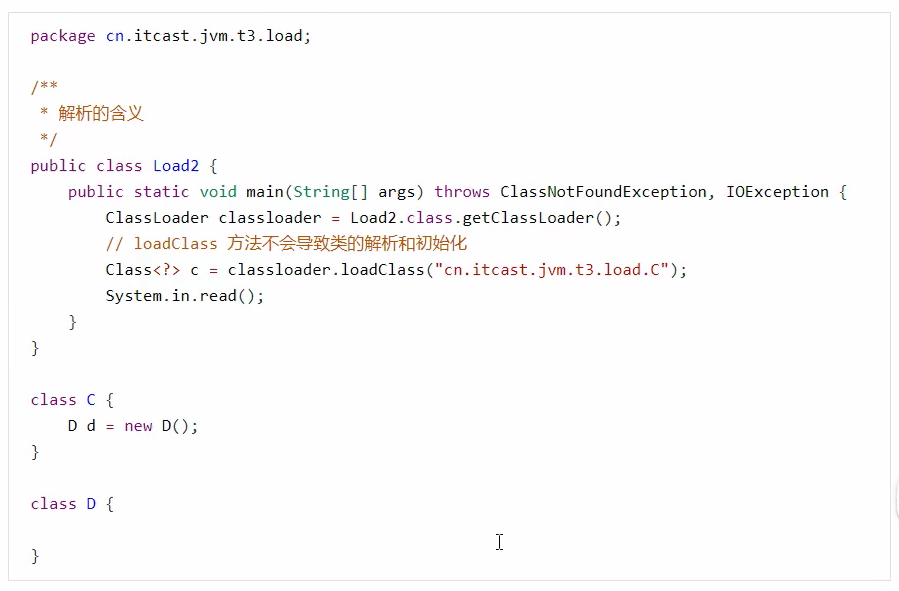 package cn.itcast.jvm.t3.load;
/**
 * 解析的含义
 */
public class Load2 {
    public static void main(String[] args) throws ClassNotFoundException, IOException {
        ClassLoader classloader = Load2.class.getClassLoader();
        // loadClass 方法不会导致类的解析和初始化
        Class<?> c = classloader.loadClass("cn.itcast.jvm.t3.load.C");
        System.in.read();
    }
}
class C {
    D d = new D();
}
class D {
}